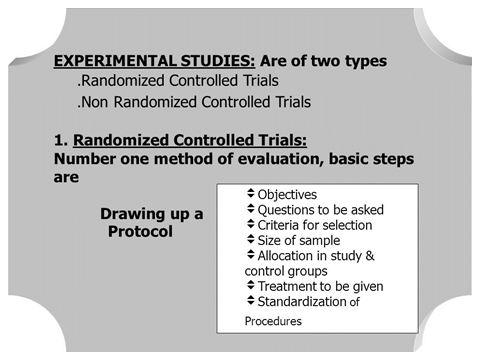 EXPERIMENTAL STUDIES: Are of two types
.Randomized Controlled Trials
.Non Randomized Controlled Trials
1. Randomized Controlled Trials:
Number one method of evaluation, basic steps
are
Drawing up a
Protocol
Objectives
Questions to be asked
Criteria for selection
Size of sample
Allocation in study &
control groups
Treatment to be given
Standardization of
Procedures